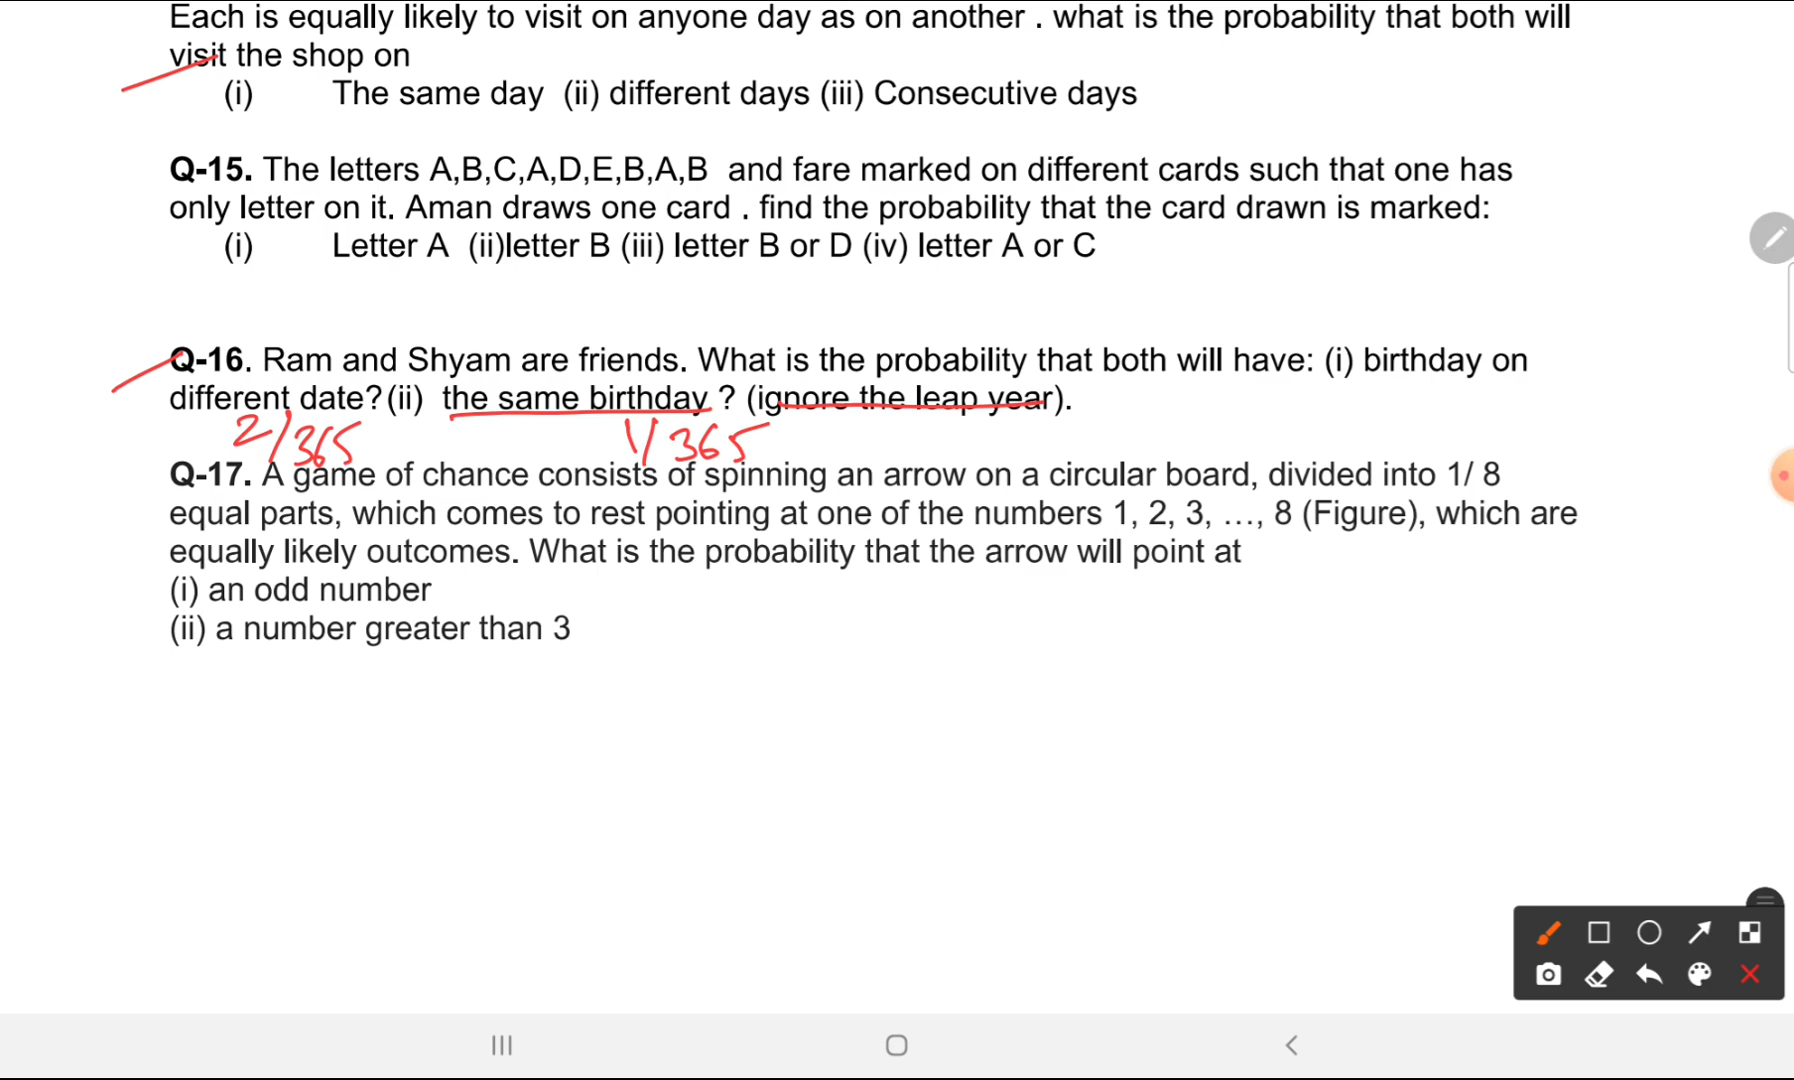 Each is equally likely to visit on anyone day as on another . what is the probability that both will
visit the shop on
(i) The same day (ii) different days (iii) Consecutive days
Q-15. The letters A,B,C,A,D,E,B,A,B and fare marked on different cards such that one has
only letter on it. Aman draws one card . find the probability that the card drawn is marked:
(i) Letter A (ii)letter B (iii) letter B or D (iv) letter A or C
Q-16. Ram and Shyam are friends. What is the probability that both will have: (i) birthday on
different date?(ii) the same birthday ? (ignore the leap year).
2/365 1/365
Q-17. A game of chance consists of spinning an arrow on a circular board, divided into 1/ 8
equal parts, which comes to rest pointing at one of the numbers 1, 2, 3, …, 8 (Figure), which are
equally likely outcomes. What is the probability that the arrow will point at
(i) an odd number
(ii) a number greater than 3